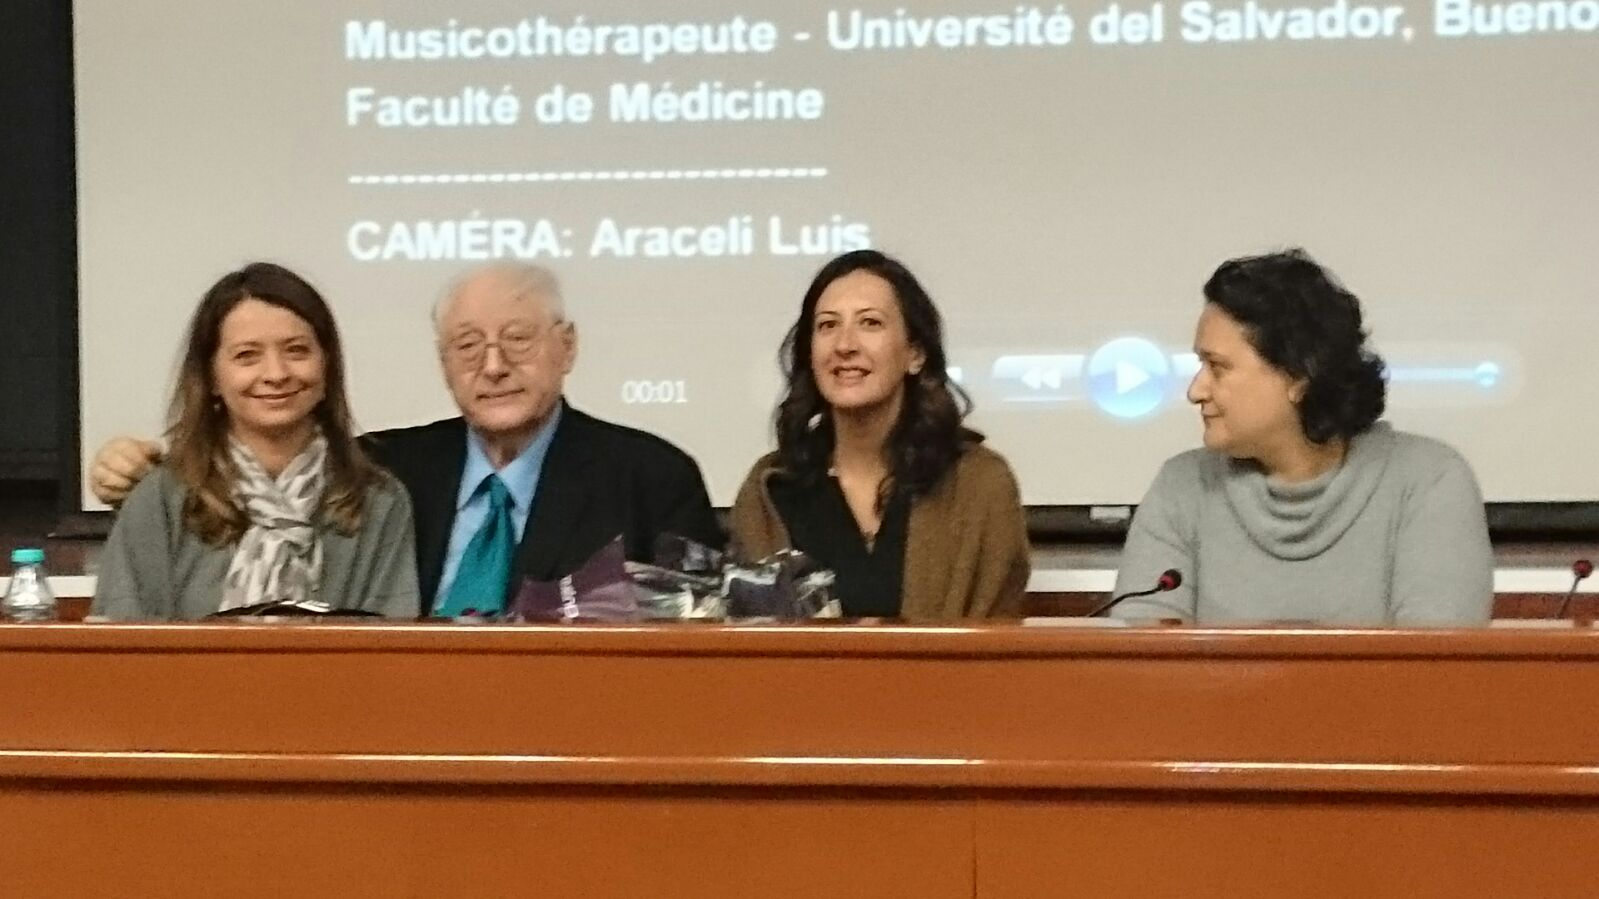 Musicothérapeute - Université del Salvador, Bueno
Faculté de Médicine
----------------------------
CAMÉRA: Araceli Luis
00:01